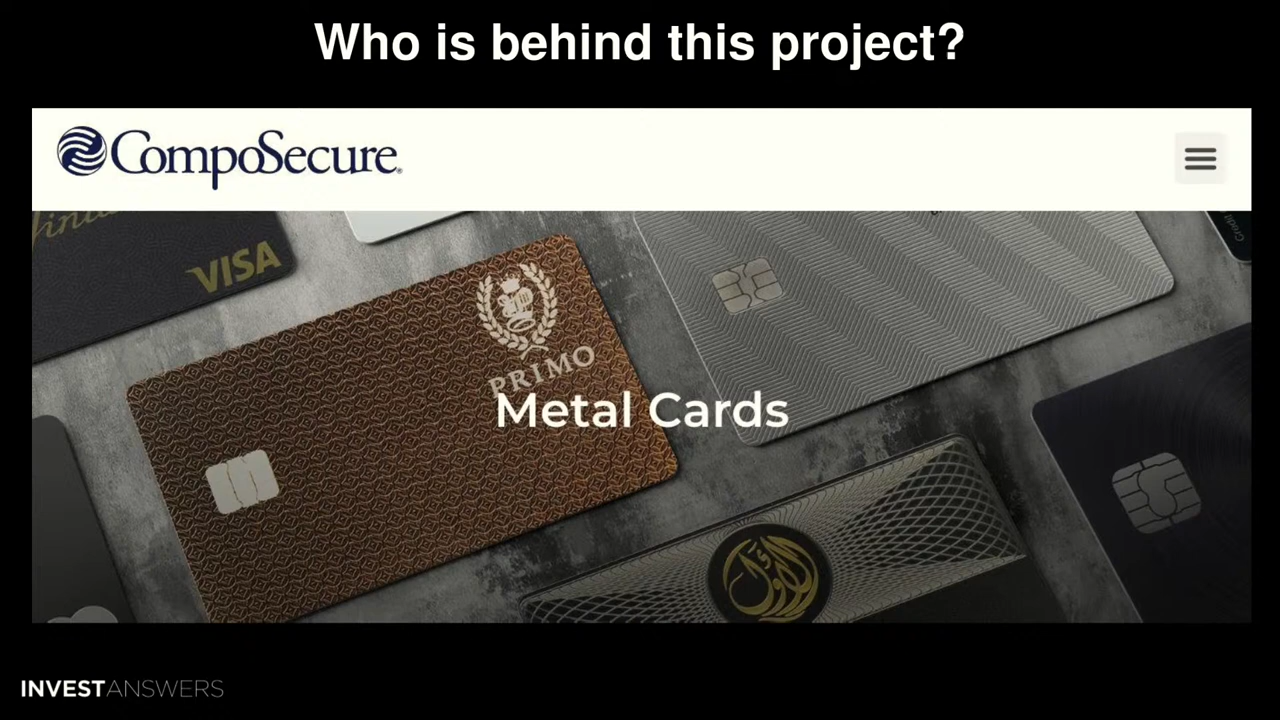 Who is behind this project?
CompoSecure®
VISA
PRIMO
Metal Cards
INVESTANSWERS